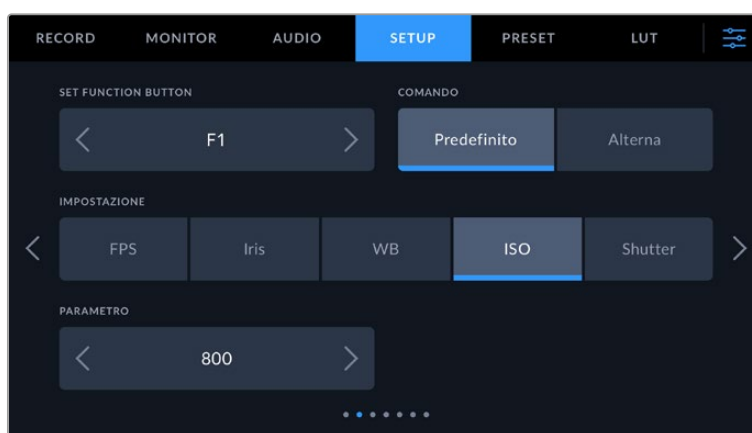 RECORD MONITOR AUDIO SETUP PRESET LUT
SET FUNCTION BUTTON COMANDO
F1 Predefinito Alterna
IMPOSTAZIONE
FPS Iris WB ISO Shutter
PARAMETRO
800